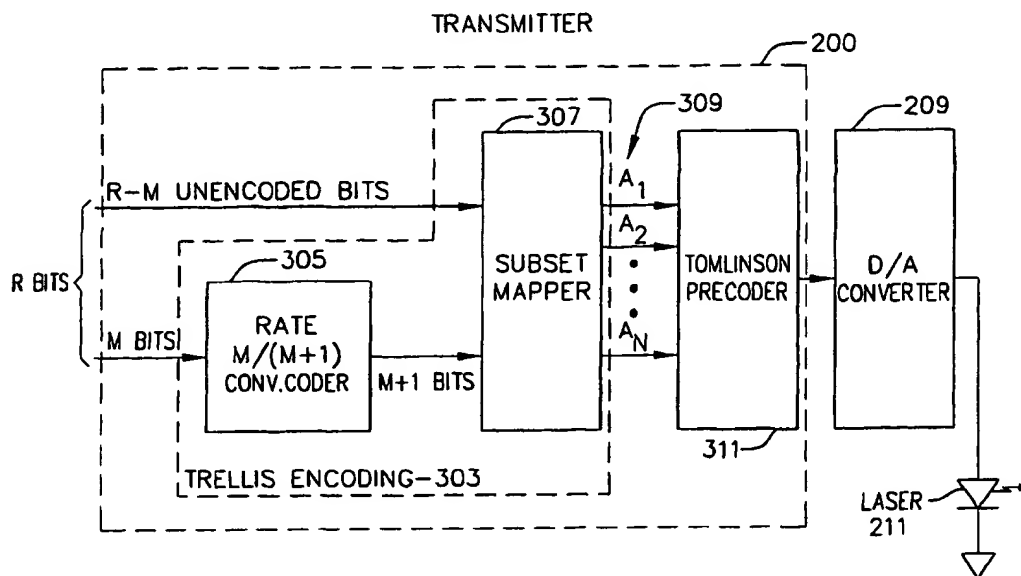 TRANSMITTER
200
307
309
209
A1
R-M UNENCODED BITS
A2
R BITS
305
SUBSET
MAPPER
TOMLINSON
PRECODER
D/A
CONVERTER
RATE
M/(M+1)
CONV.CODER
M BITS
M+1 BITS
AN
311
TRELLIS ENCODING-303
LASER
211